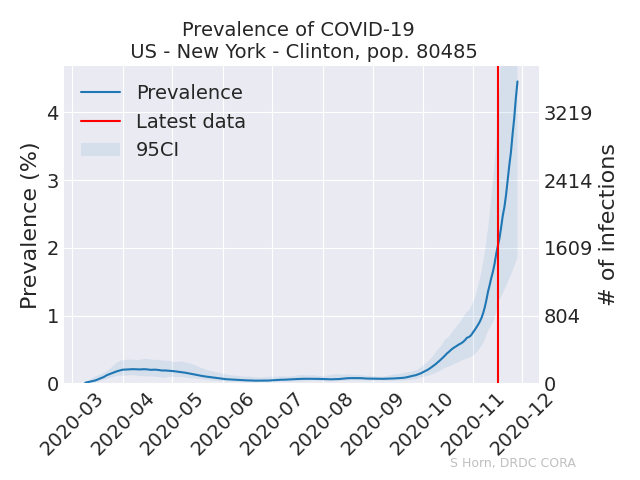 Prevalence of COVID-19
US - New York - Clinton, pop. 80485
Prevalence
Latest data
95CI
Prevalence (%)
4
3
2
1
0
3219
2414
1609
804
0
# of infections
2020-03
2020-04
2020-05
2020-06
2020-07
2020-08
2020-09
2020-10
2020-11
2020-12
S Horn, DRDC CORA